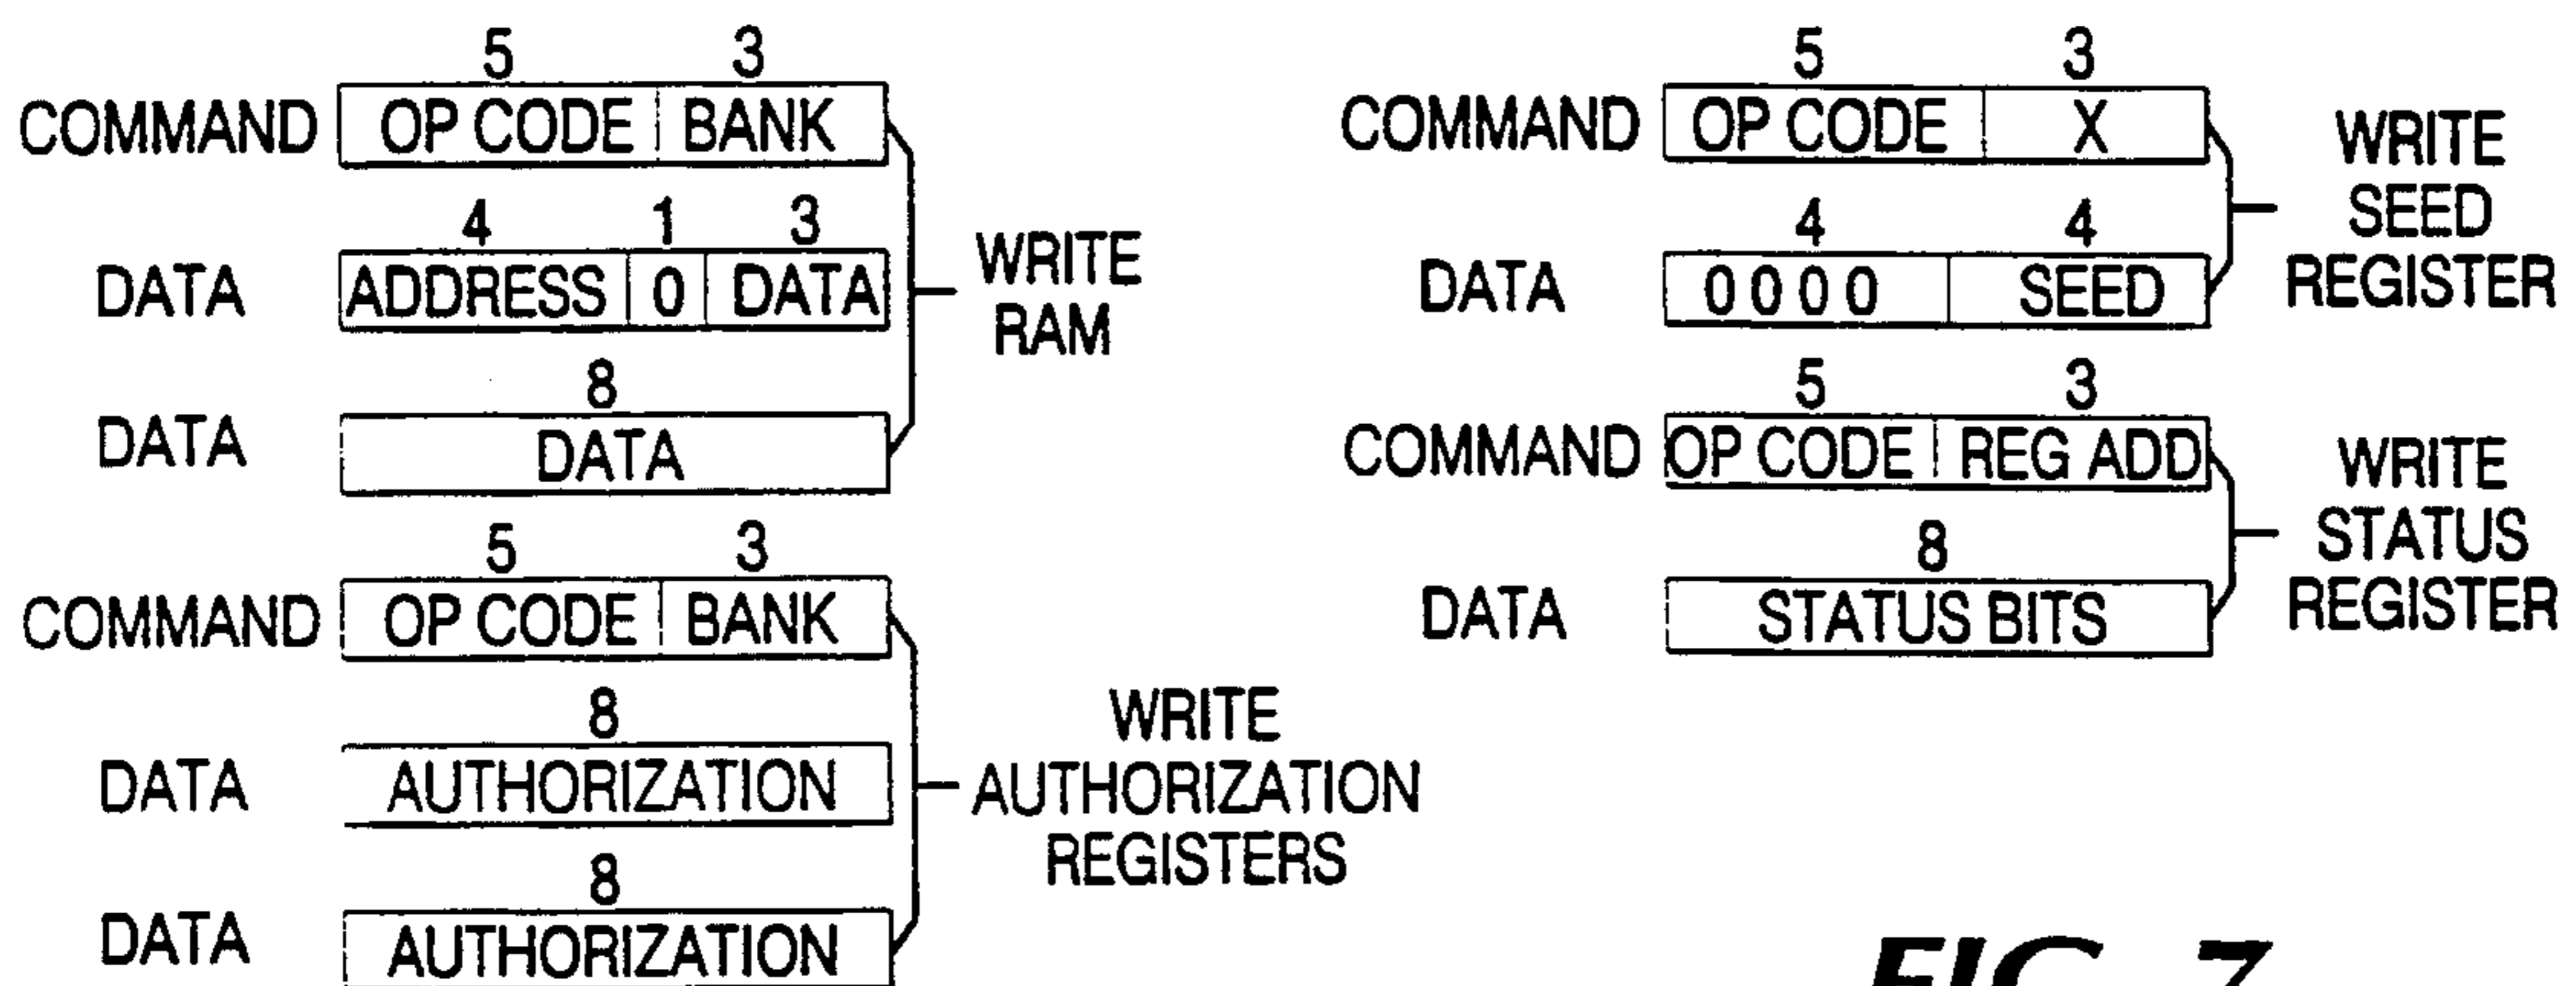 5 3
COMMAND OP CODE BANK
4 1 3
DATA ADDRESS 0 DATA
8
DATA DATA
WRITE
RAM
5 3
COMMAND OP CODE BANK
8
DATA AUTHORIZATION
8
DATA AUTHORIZATION
WRITE
AUTHORIZATION
REGISTERS
5 3
COMMAND OP CODE X
4 4
DATA 0 0 0 0 SEED
WRITE
SEED
REGISTER
5 3
COMMAND OP CODE REG ADD
8
DATA STATUS BITS
WRITE
STATUS
REGISTER
FIG. 7